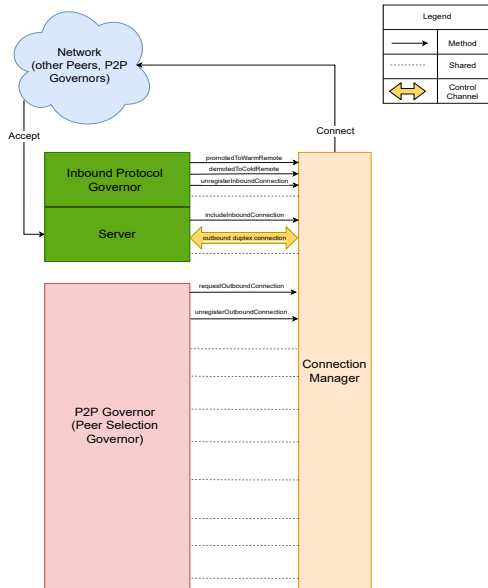 Legend
Method
Shared
Control
Channel
Network
(other Peers, P2P
Governors)
Accept
Connect
Inbound Protocol
Governor
promotedToWarmRemote
demotedToColdRemote
unregisterInboundConnection
Server
includeInboundConnection
outbound duplex connection
requestOutboundConnection
unregisterOutboundConnection
Connection
Manager
P2P Governor
(Peer Selection
Governor)